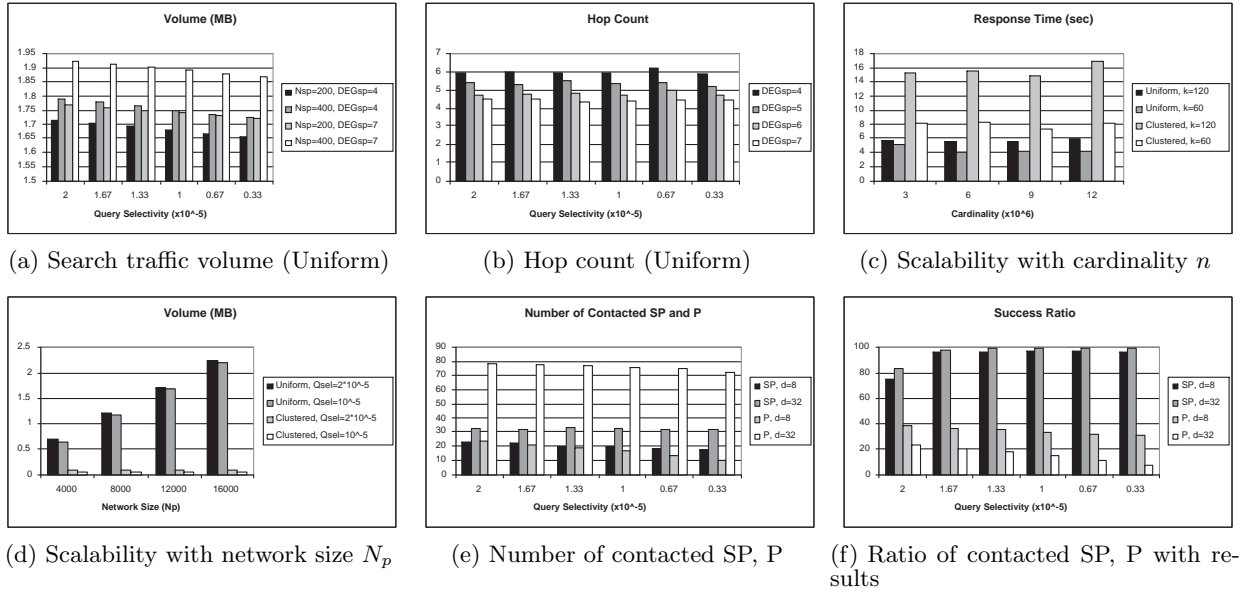 Volume (MB)
1.95
1.9
1.85
1.8
1.75
1.7
1.65
1.6
1.55
1.5
2 1.67 1.33 1 0.67 0.33
Query Selectivity (x10^-5)
Nsp=200, DEGsp=4
Nsp=400, DEGsp=4
Nsp=200, DEGsp=7
Nsp=400, DEGsp=7
(a) Search traffic volume (Uniform)
Hop Count
7
6
5
4
3
2
1
0
2 1.67 1.33 1 0.67 0.33
Query Selectivity (x10^-5)
DEGsp=4
DEGsp=5
DEGsp=6
DEGsp=7
(b) Hop count (Uniform)
Response Time (sec)
18
16
14
12
10
8
6
4
2
0
3 6 9 12
Cardinality (x10^6)
Uniform, k=120
Uniform, k=60
Clustered, k=120
Clustered, k=60
(c) Scalability with cardinality n
Volume (MB)
2.5
2
1.5
1
0.5
0
4000 8000 12000 16000
Network Size (Np)
Uniform, Qsel=2*10^-5
Uniform, Qsel=10^-5
Clustered, Qsel=2*10^-5
Clustered, Qsel=10^-5
(d) Scalability with network size Np
Number of Contacted SP and P
90
80
70
60
50
40
30
20
10
0
2 1.67 1.33 1 0.67 0.33
Query Selectivity (x10^-5)
SP, d=8
SP, d=32
P, d=8
P, d=32
(e) Number of contacted SP, P
Success Ratio
100
80
60
40
20
0
2 1.67 1.33 1 0.67 0.33
Query Selectivity (x10^-5)
SP, d=8
SP, d=32
P, d=8
P, d=32
(f) Ratio of contacted SP, P with re-
sults